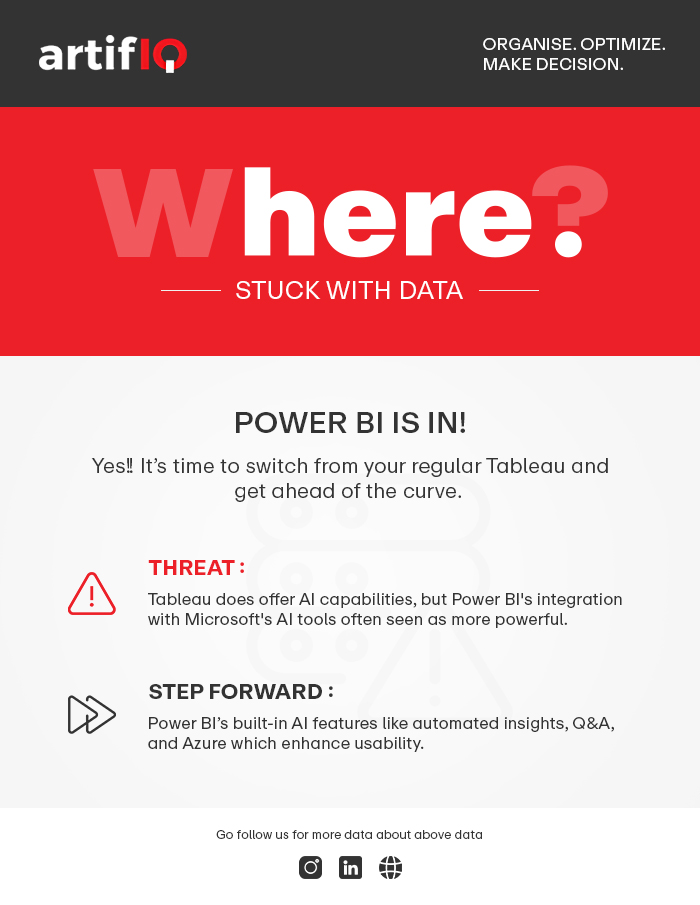 artifIQ
ORGANISE. OPTIMIZE.
MAKE DECISION.
Where?
STUCK WITH DATA
POWER BI IS IN!
Yes!! It’s time to switch from your regular Tableau and
get ahead of the curve.
THREAT :
Tableau does offer AI capabilities, but Power BI's integration
with Microsoft's AI tools often seen as more powerful.
STEP FORWARD :
Power BI’s built-in AI features like automated insights, Q&A,
and Azure which enhance usability.
Go follow us for more data about above data